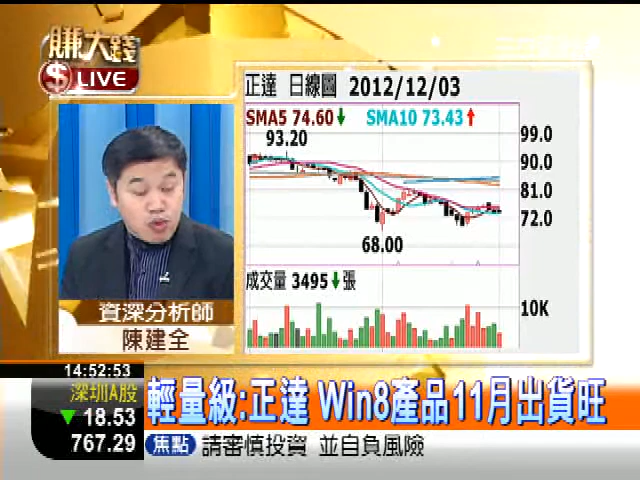 賺大錢
$ LIVE
正達 日線圖 2012/12/03
SMA5 74.60↓ SMA10 73.43↑
93.20
99.0
90.0
81.0
72.0
68.00
成交量 3495↓張
10K
資深分析師
陳建全
14:52:53
深圳A股
▼18.53
767.29
輕量級:正達 Win8產品11月出貨旺
焦點 請審慎投資 並自負風險